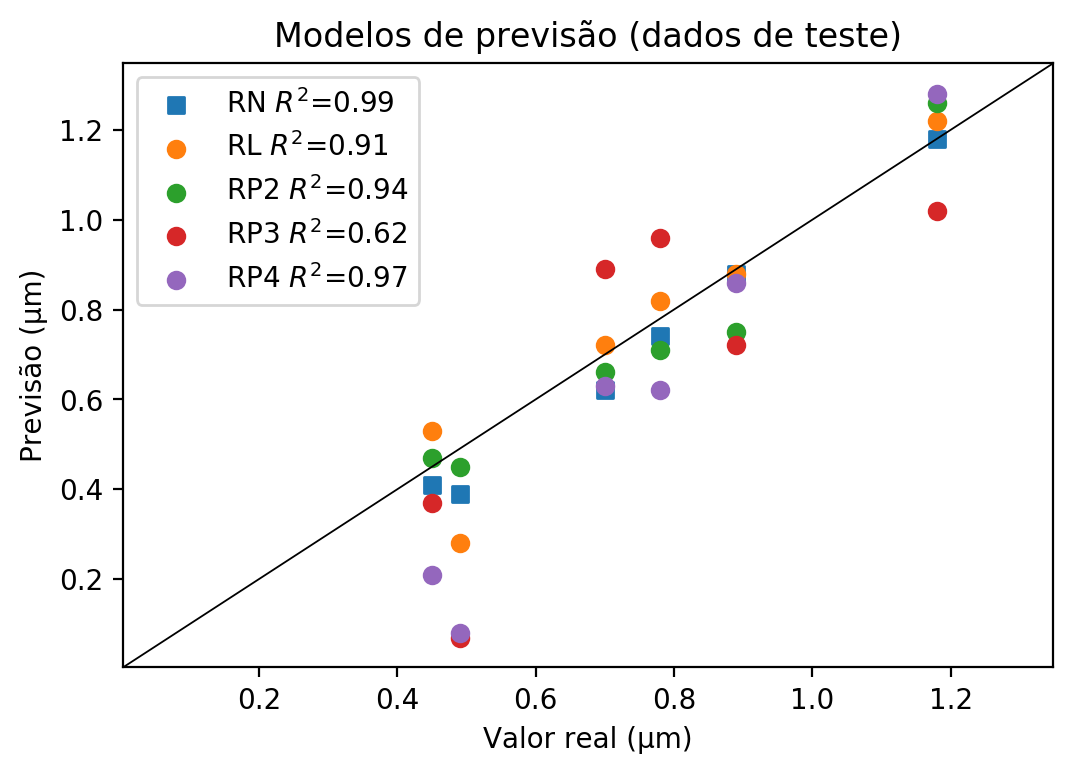 Modelos de previsão (dados de teste)
RN R²=0.99
RL R²=0.91
RP2 R²=0.94
RP3 R²=0.62
RP4 R²=0.97
1.2
1.0
0.8
0.6
0.4
0.2
Previsão (μm)
0.2 0.4 0.6 0.8 1.0 1.2
Valor real (μm)